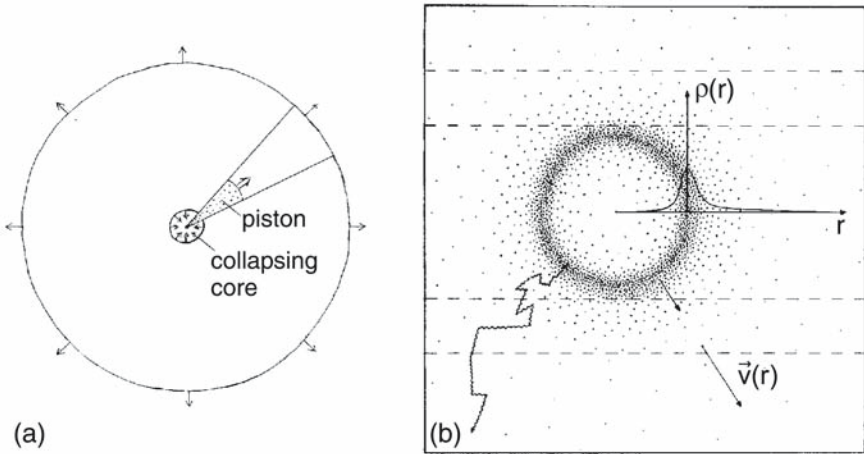 piston
collapsing
core
(a)
ρ(r)
r
v⃗(r)
(b)